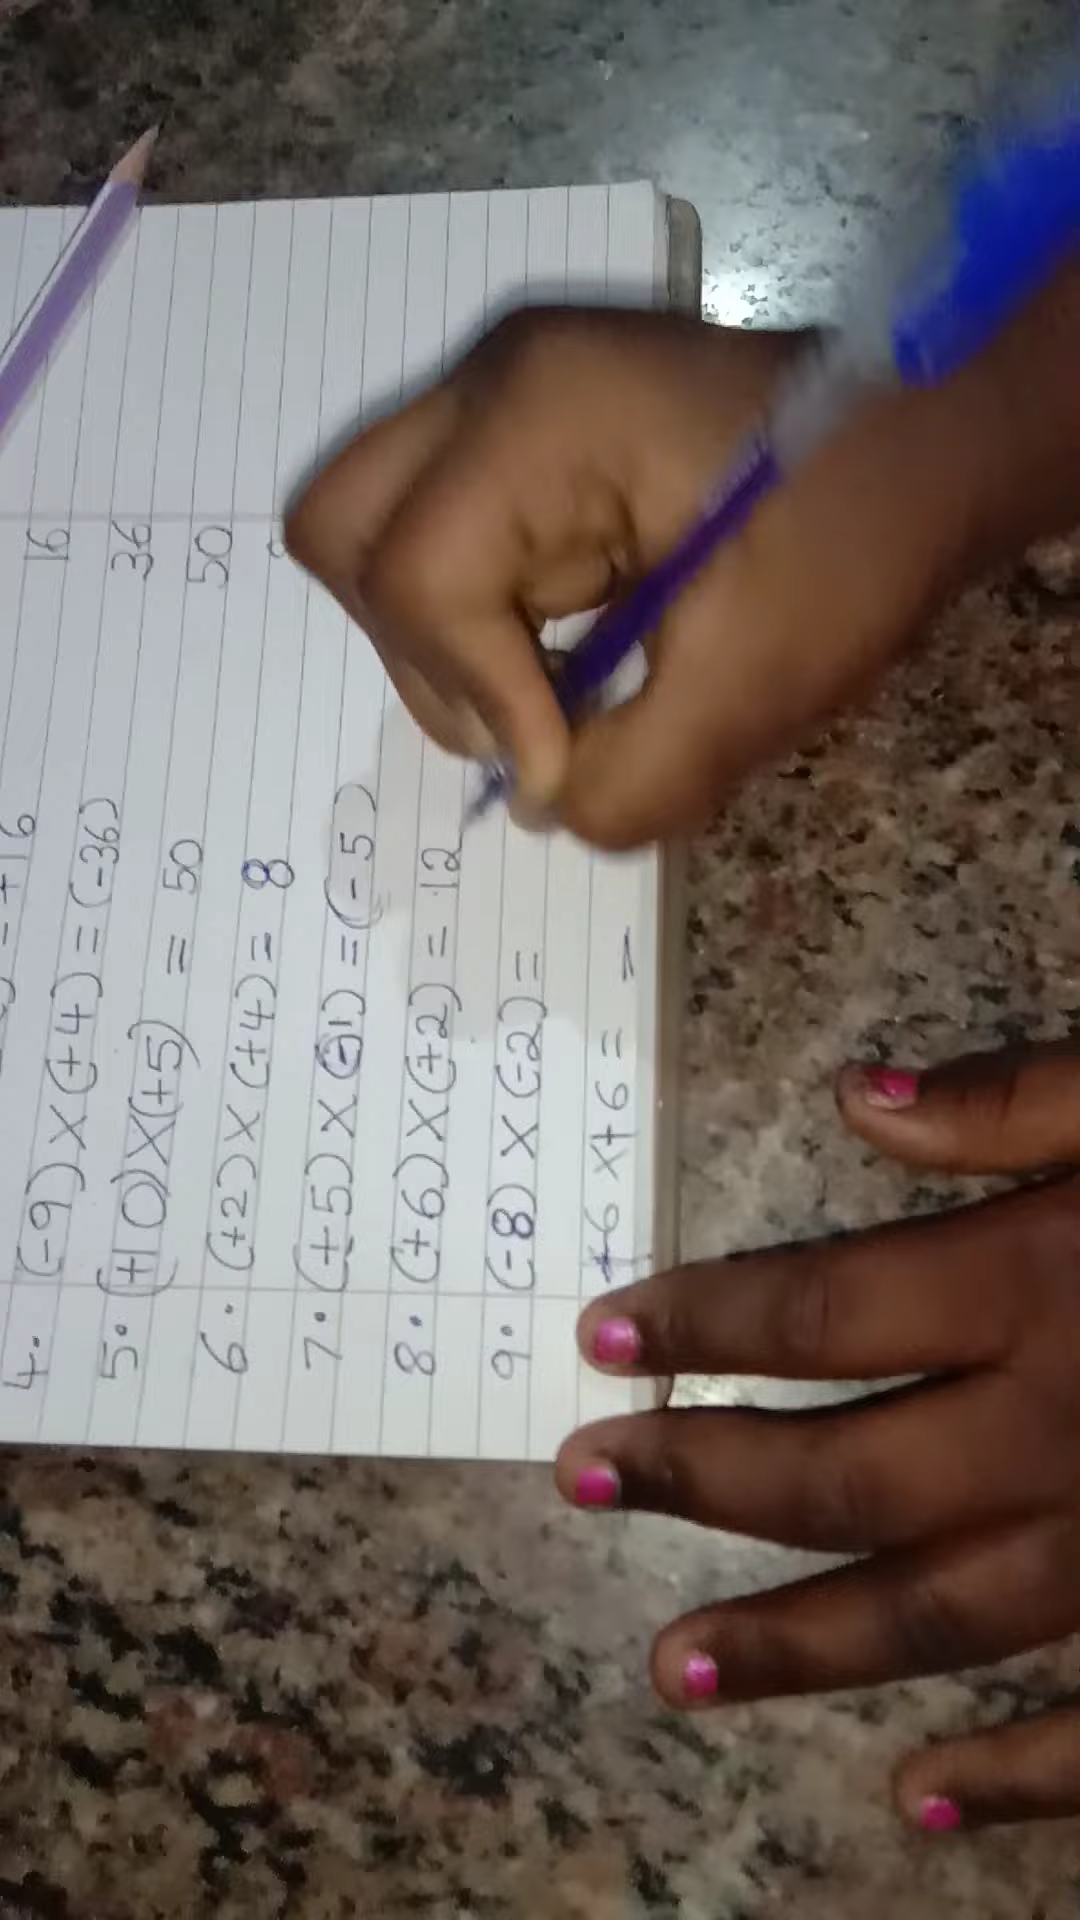 = +16 16
4. (-9) × (+4) = (-36) 36
5. (+10) × (+5) = 50 50
6. (+2) × (+4) = 8
7. (+5) × (-1) = (-5)
8. (+6) × (+2) = 12
9. (-8) × (-2) =
+6 × +6 = -